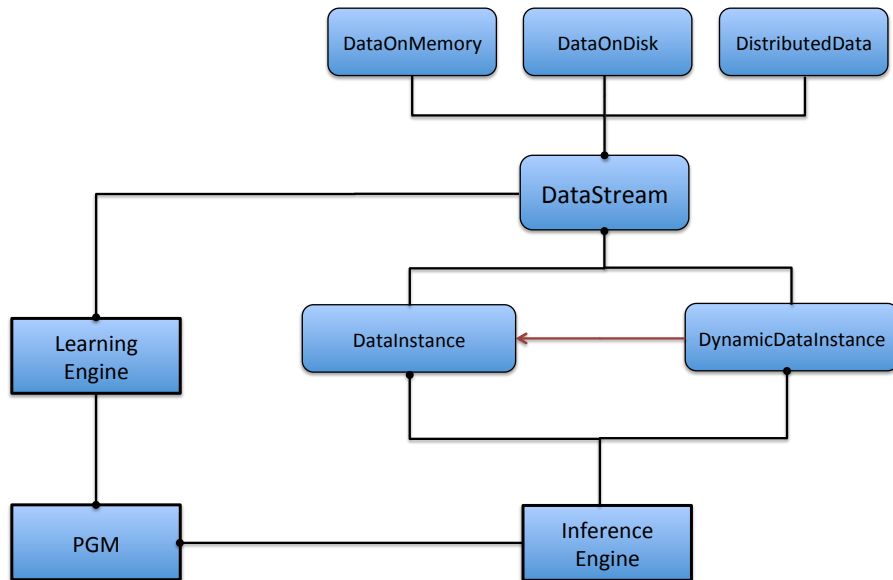 DataOnMemory
DataOnDisk
DistributedData
DataStream
DataInstance
DynamicDataInstance
Learning
Engine
PGM
Inference
Engine